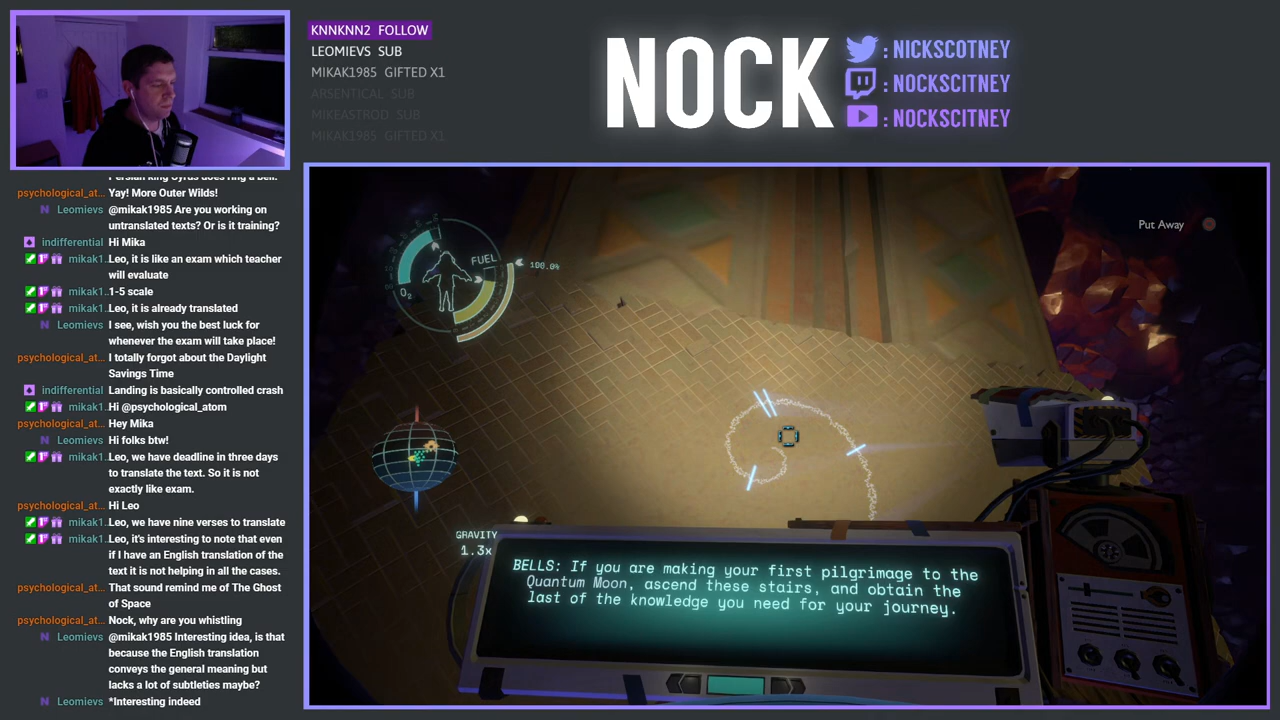 KNNKNN2 FOLLOW
LEOMIEVS SUB
MIKAK1985 GIFTED X1
ARSENTICAL SUB
MIKEASTROD SUB
MIKAK1985 GIFTED X1
NOCK
: NICKSCOTNEY
: NOCKSCITNEY
: NOCKSCITNEY
Persian king Cyrus does ring a bell.
psychological_at... Yay! More Outer Wilds!
N Leomievs @mikak1985 Are you working on
untranslated texts? Or is it training?
indifferential Hi Mika
mikak1.. Leo, it is like an exam which teacher
will evaluate
mikak1.. 1-5 scale
mikak1.. Leo, it is already translated
N Leomievs I see, wish you the best luck for
whenever the exam will take place!
psychological_at... I totally forgot about the Daylight
Savings Time
indifferential Landing is basically controlled crash
mikak1.. Hi @psychological_atom
psychological_at... Hey Mika
N Leomievs Hi folks btw!
mikak1.. Leo, we have deadline in three days
to translate the text. So it is not
exactly like exam.
psychological_at... Hi Leo
mikak1.. Leo, we have nine verses to translate
mikak1.. Leo, it's interesting to note that even
if I have an English translation of the
text it is not helping in all the cases.
psychological_at... That sound remind me of The Ghost
of Space
psychological_at... Nock, why are you whistling
N Leomievs @mikak1985 Interesting idea, is that
because the English translation
conveys the general meaning but
lacks a lot of subtleties maybe?
N Leomievs *Interesting indeed
Put Away
FUEL
100.0%
O2
GRAVITY
1.3x
BELLS: If you are making your first pilgrimage to the
Quantum Moon, ascend these stairs, and obtain the
last of the knowledge you need for your journey.